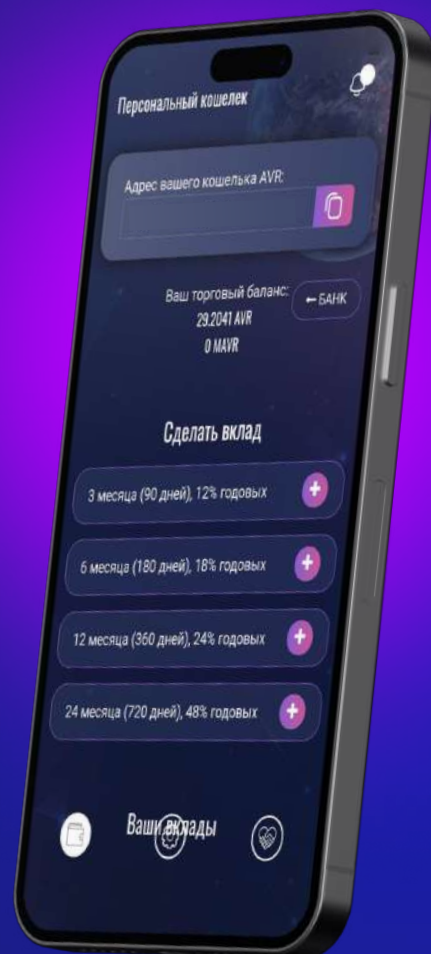 Персональный кошелек
Адрес вашего кошелька AVR:
Ваш торговый баланс:
29.2041 AVR
0 MAVR
←БАНК
Сделать вклад
3 месяца (90 дней), 12% годовых
6 месяца (180 дней), 18% годовых
12 месяца (360 дней), 24% годовых
24 месяца (720 дней), 48% годовых
Ваши вклады